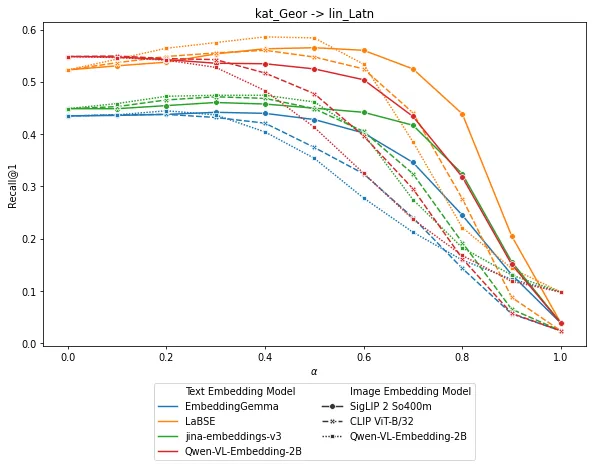 kat_Geor -> lin_Latn
Recall@1
0.6
0.5
0.4
0.3
0.2
0.1
0.0
0.0 0.2 0.4 0.6 0.8 1.0
α
Text Embedding Model
EmbeddingGemma
LaBSE
jina-embeddings-v3
Qwen-VL-Embedding-2B
Image Embedding Model
SigLIP 2 So400m
CLIP ViT-B/32
Qwen-VL-Embedding-2B